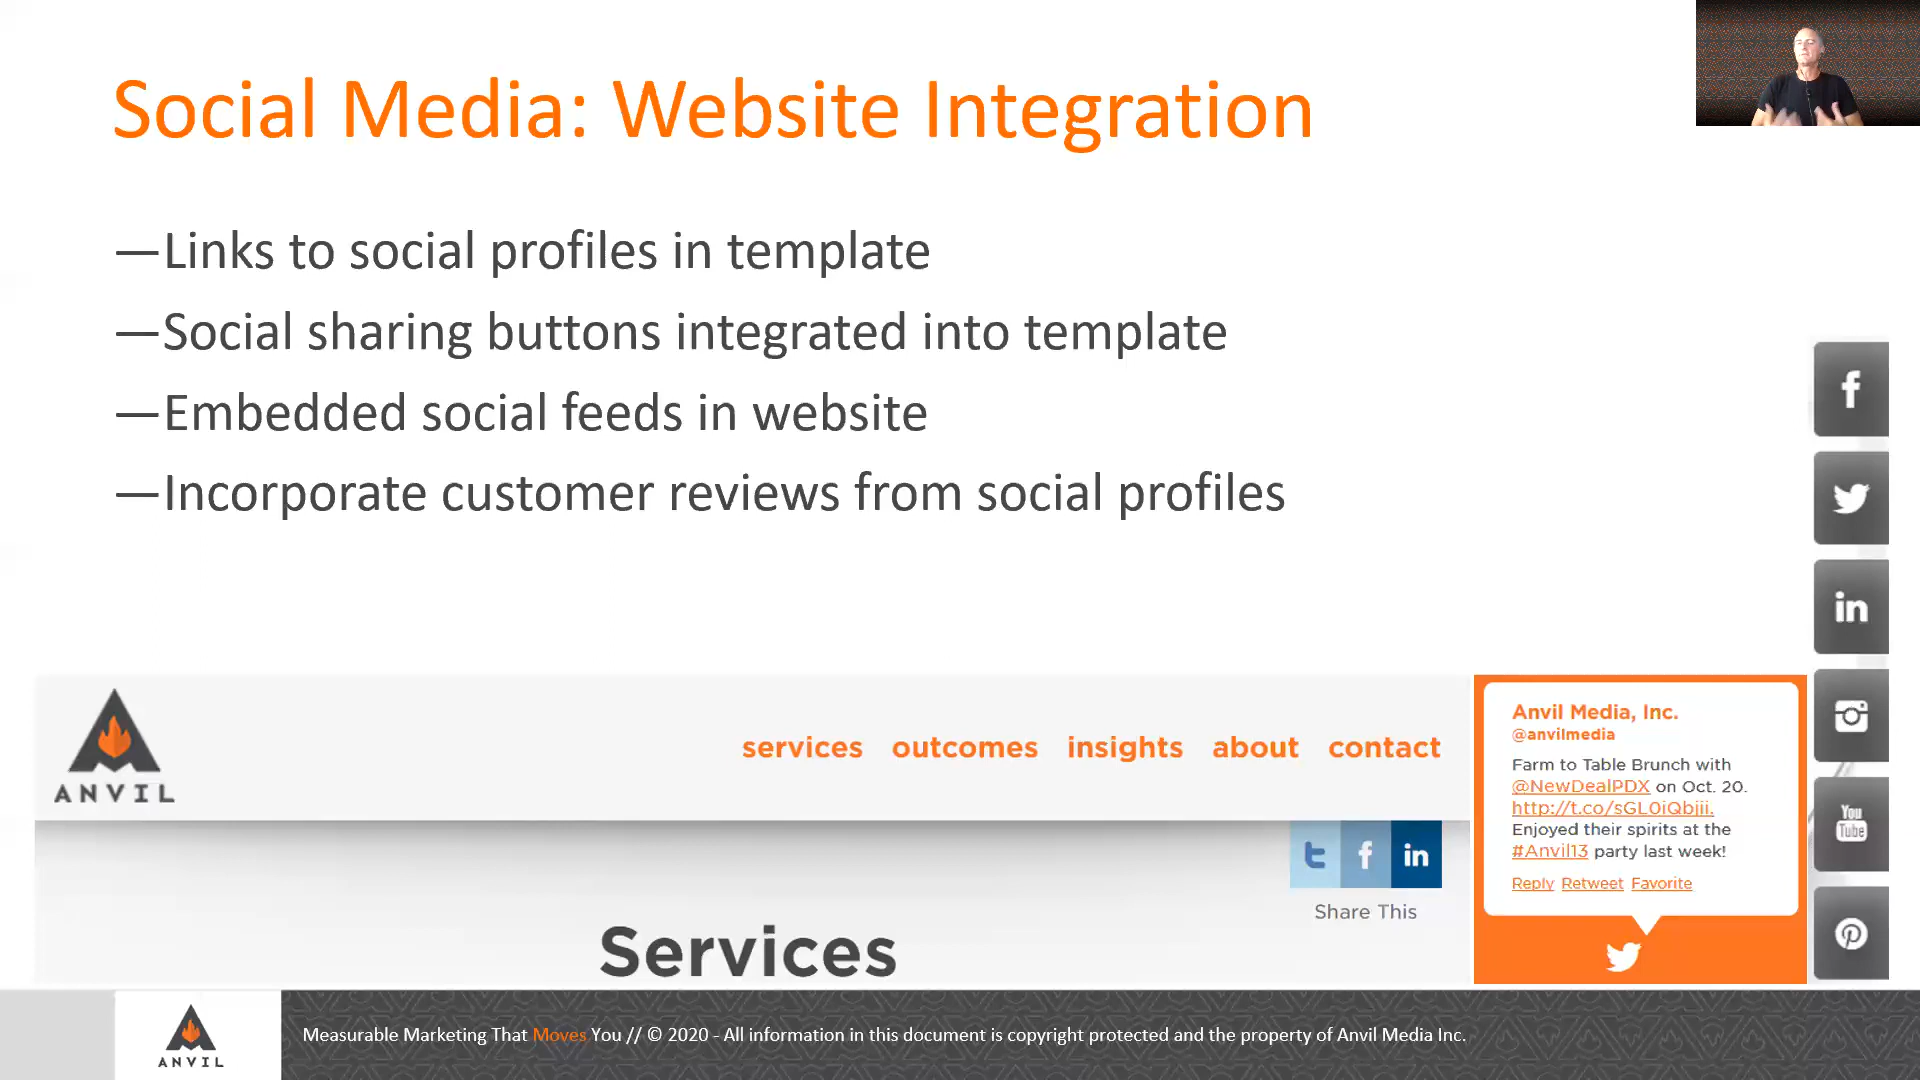 Social Media: Website Integration
—Links to social profiles in template
—Social sharing buttons integrated into template
—Embedded social feeds in website
—Incorporate customer reviews from social profiles
f
in
You
Tube
ANVIL
services outcomes insights about contact
t f in
Share This
Services
Anvil Media, Inc.
@anvilmedia
Farm to Table Brunch with
@NewDealPDX on Oct. 20.
http://t.co/sGL0iQbjii.
Enjoyed their spirits at the
#Anvil13 party last week!
Reply Retweet Favorite
ANVIL
Measurable Marketing That Moves You // © 2020 - All information in this document is copyright protected and the property of Anvil Media Inc.